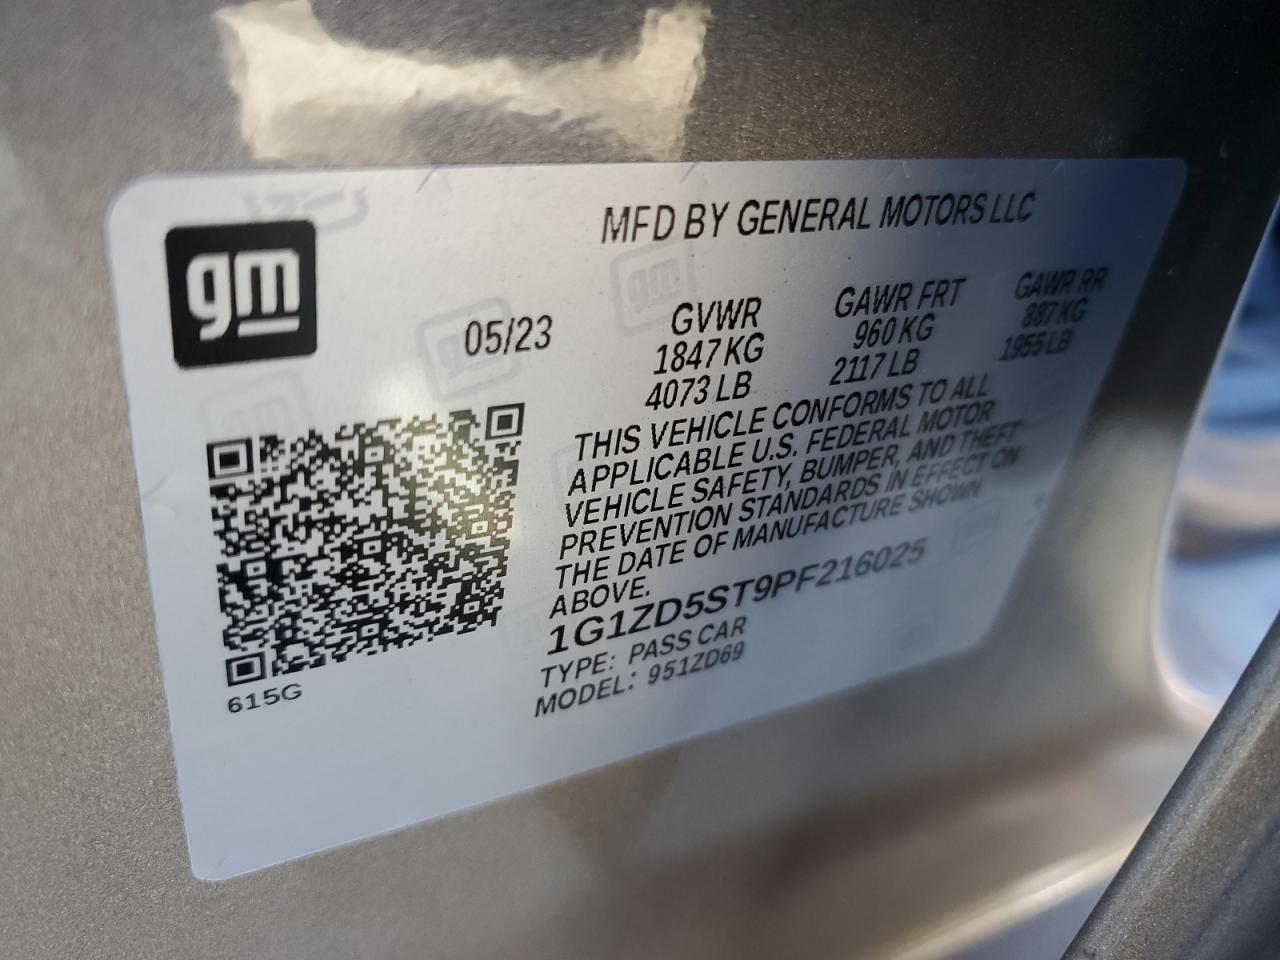 gm
MFD BY GENERAL MOTORS LLC
05/23
GVWR GAWR FRT GAWR RR
1847 KG 960 KG 887 KG
4073 LB 2117 LB 1955 LB
THIS VEHICLE CONFORMS TO ALL
APPLICABLE U.S. FEDERAL MOTOR
VEHICLE SAFETY, BUMPER, AND THEFT
PREVENTION STANDARDS IN EFFECT ON
THE DATE OF MANUFACTURE SHOWN
ABOVE.
1G1ZD5ST9PF216025
TYPE: PASS CAR
MODEL: 951ZD69
615G